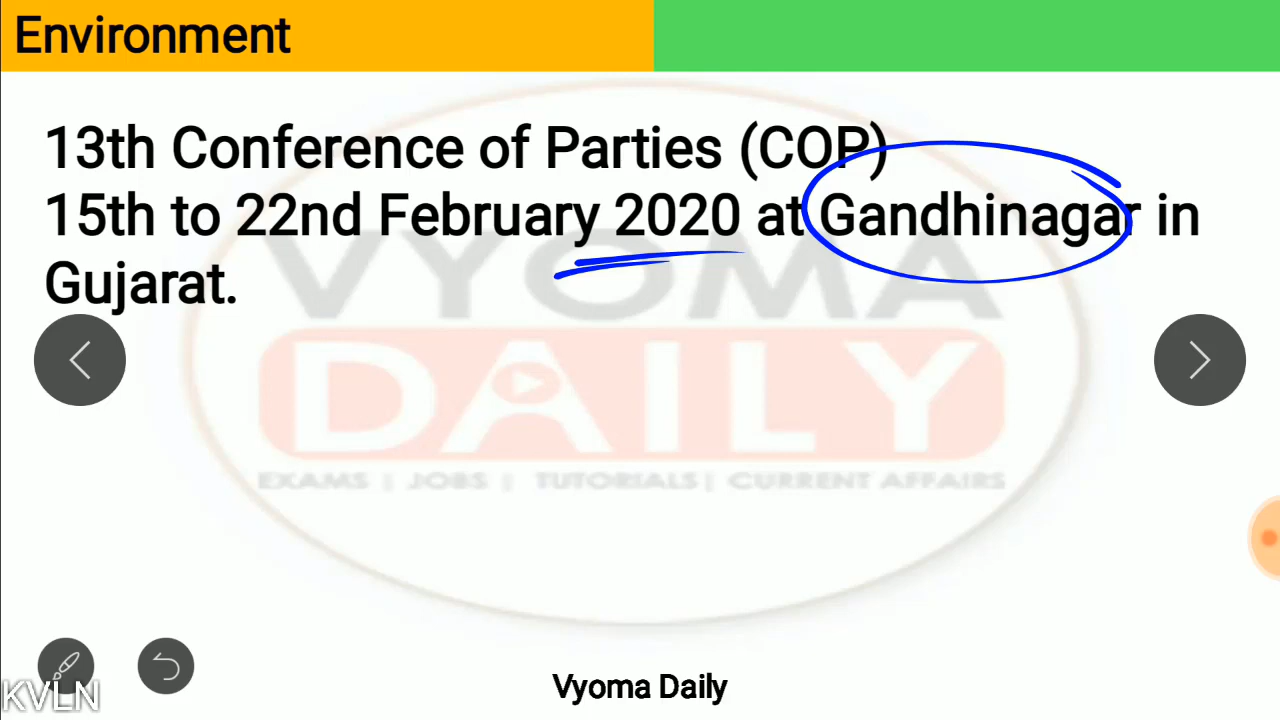 Environment
13th Conference of Parties (COP)
15th to 22nd February 2020 at Gandhinagar in
Gujarat.
VYOMA
DAILY
EXAMS | JOBS | TUTORIALS | CURRENT AFFAIRS
Vyoma Daily
KVLN